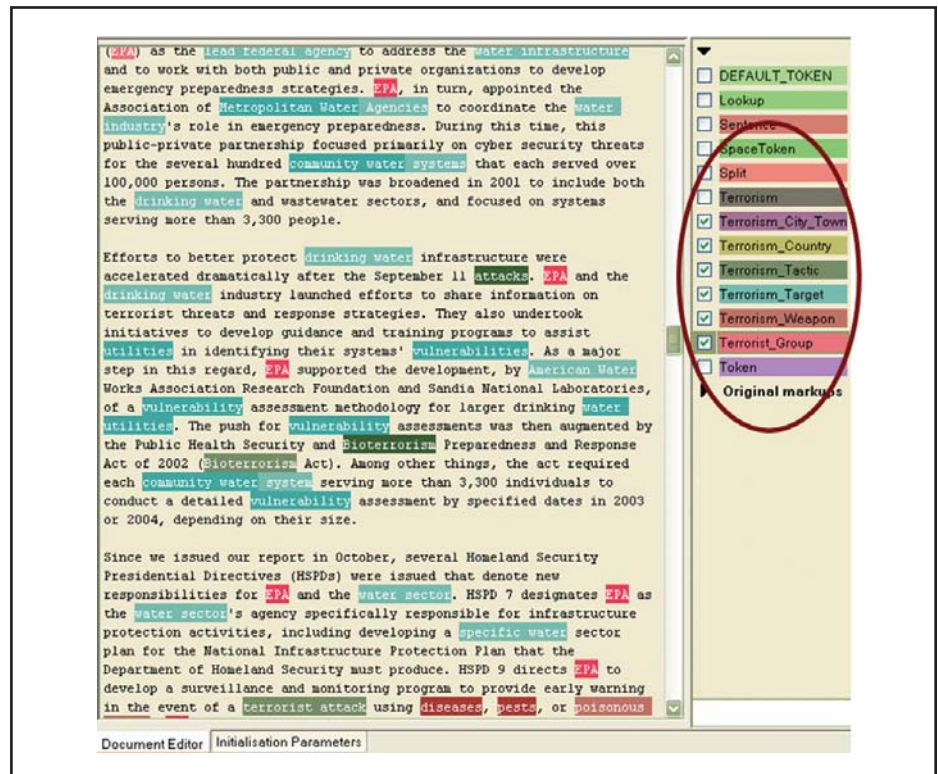 (EPA) as the lead federal agency to address the water infrastructure
and to work with both public and private organizations to develop
emergency preparedness strategies. EPA, in turn, appointed the
Association of Metropolitan Water Agencies to coordinate the water
industry's role in emergency preparedness. During this time, this
public-private partnership focused primarily on cyber security threats
for the several hundred community water systems that each served over
100,000 persons. The partnership was broadened in 2001 to include both
the drinking water and wastewater sectors, and focused on systems
serving more than 3,300 people.
Efforts to better protect drinking water infrastructure were
accelerated dramatically after the September 11 attacks. EPA and the
drinking water industry launched efforts to share information on
terrorist threats and response strategies. They also undertook
initiatives to develop guidance and training programs to assist
utilities in identifying their systems' vulnerabilities. As a major
step in this regard, EPA supported the development, by American Water
Works Association Research Foundation and Sandia National Laboratories,
of a vulnerability assessment methodology for larger drinking water
utilities. The push for vulnerability assessments was then augmented by
the Public Health Security and Bioterrorism Preparedness and Response
Act of 2002 (Bioterrorism Act). Among other things, the act required
each community water system serving more than 3,300 individuals to
conduct a detailed vulnerability assessment by specified dates in 2003
or 2004, depending on their size.
Since we issued our report in October, several Homeland Security
Presidential Directives (HSPDs) were issued that denote new
responsibilities for EPA and the water sector. HSPD 7 designates EPA as
the water sector's agency specifically responsible for infrastructure
protection activities, including developing a specific water sector
plan for the National Infrastructure Protection Plan that the
Department of Homeland Security must produce. HSPD 9 directs EPA to
develop a surveillance and monitoring program to provide early warning
in the event of a terrorist attack using diseases, pests, or poisonous
DEFAULT_TOKEN
Lookup
Sentence
SpaceToken
Split
Terrorism
Terrorism_City_Town
Terrorism_Country
Terrorism_Tactic
Terrorism_Target
Terrorism_Weapon
Terrorist_Group
Token
Original markups
Document Editor
Initialisation Parameters